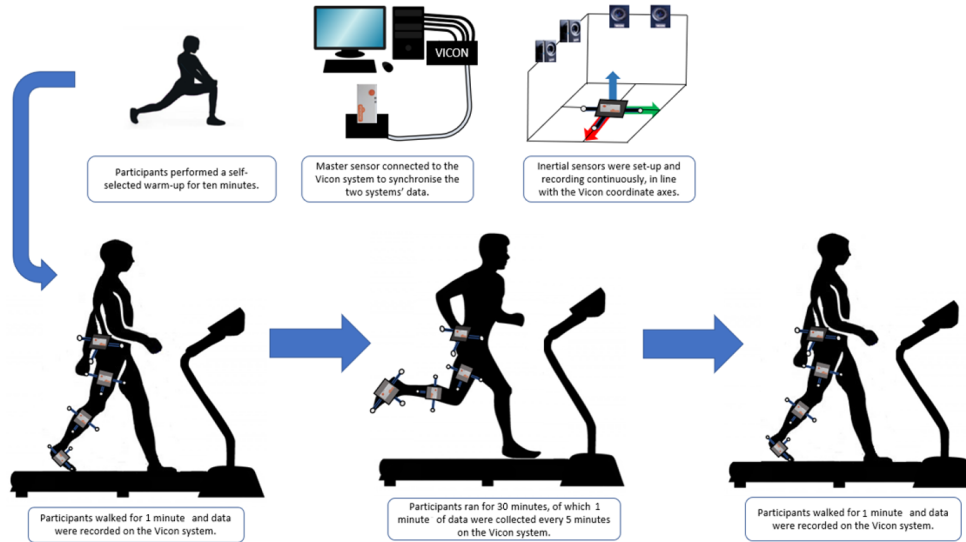 VICON
Participants performed a self-
selected warm-up for ten minutes.
Master sensor connected to the
Vicon system to synchronise the
two systems' data.
Inertial sensors were set-up and
recording continuously, in line
with the Vicon coordinate axes.
Participants walked for 1 minute and data
were recorded on the Vicon system.
Participants ran for 30 minutes, of which 1
minute of data were collected every 5 minutes
on the Vicon system.
Participants walked for 1 minute and data
were recorded on the Vicon system.